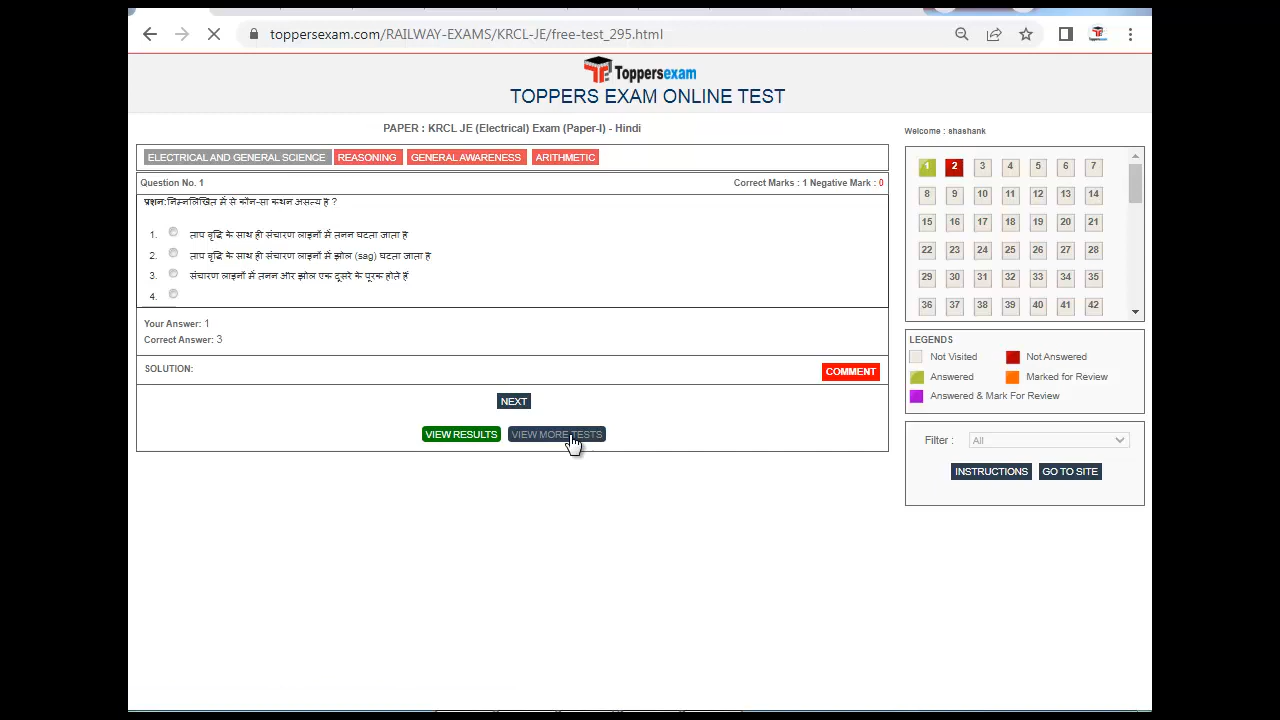 toppersexam.com/RAILWAY-EXAMS/KRCL-JE/free-test_295.html
Toppersexam
TOPPERS EXAM ONLINE TEST
PAPER : KRCL JE (Electrical) Exam (Paper-I) - Hindi
Welcome : shashank
ELECTRICAL AND GENERAL SCIENCE REASONING GENERAL AWARENESS ARITHMETIC
Question No. 1 Correct Marks : 1 Negative Mark : 0
प्रशन:निम्नलिखित में से कौन-सा कथन असत्य है ?
1. ताप वृद्धि के साथ ही संचारण लाइनों में तनन घटता जाता है
2. ताप वृद्धि के साथ ही संचारण लाइनों में झोल (sag) घटता जाता है
3. संचारण लाइनों में तनन और झोल एक दूसरे के पूरक होते हैं
4.
Your Answer: 1
Correct Answer: 3
SOLUTION: COMMENT
NEXT
VIEW RESULTS VIEW MORE TESTS
1 2 3 4 5 6 7
8 9 10 11 12 13 14
15 16 17 18 19 20 21
22 23 24 25 26 27 28
29 30 31 32 33 34 35
36 37 38 39 40 41 42
LEGENDS
Not Visited Not Answered
Answered Marked for Review
Answered & Mark For Review
Filter : All
INSTRUCTIONS GO TO SITE